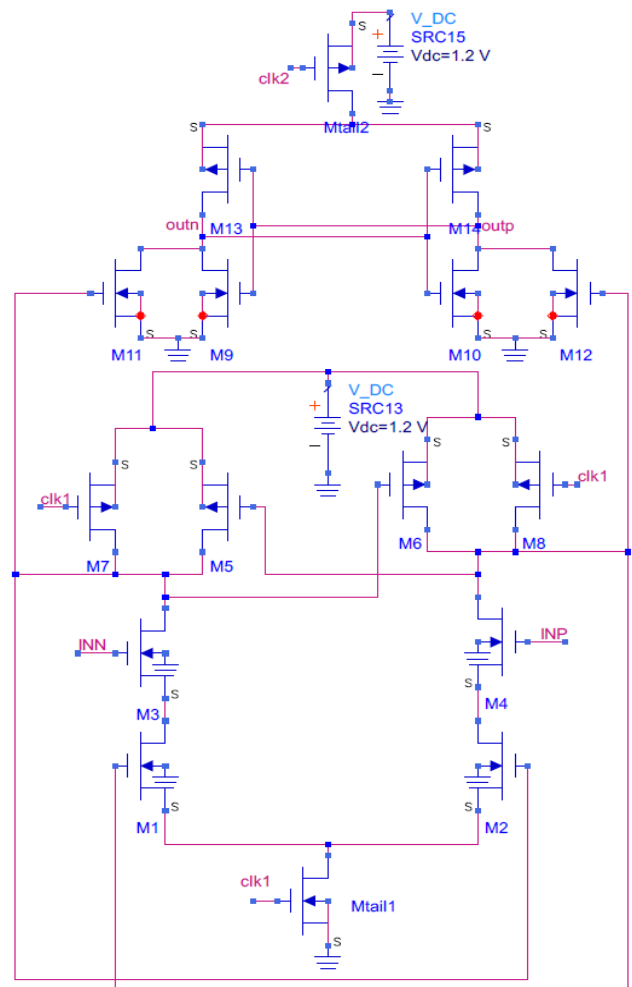 S
V_DC
SRC15
+
Vdc=1.2 V
clk2
–
Mtail2
S
S
M13
M14
outn
outp
S
S
S
S
M11
M9
M10
M12
V_DC
SRC13
+
Vdc=1.2 V
–
S
S
S
S
clk1
clk1
M7
M5
M6
M8
INN
INP
S
S
M3
M4
S
S
M1
M2
clk1
Mtail1
S